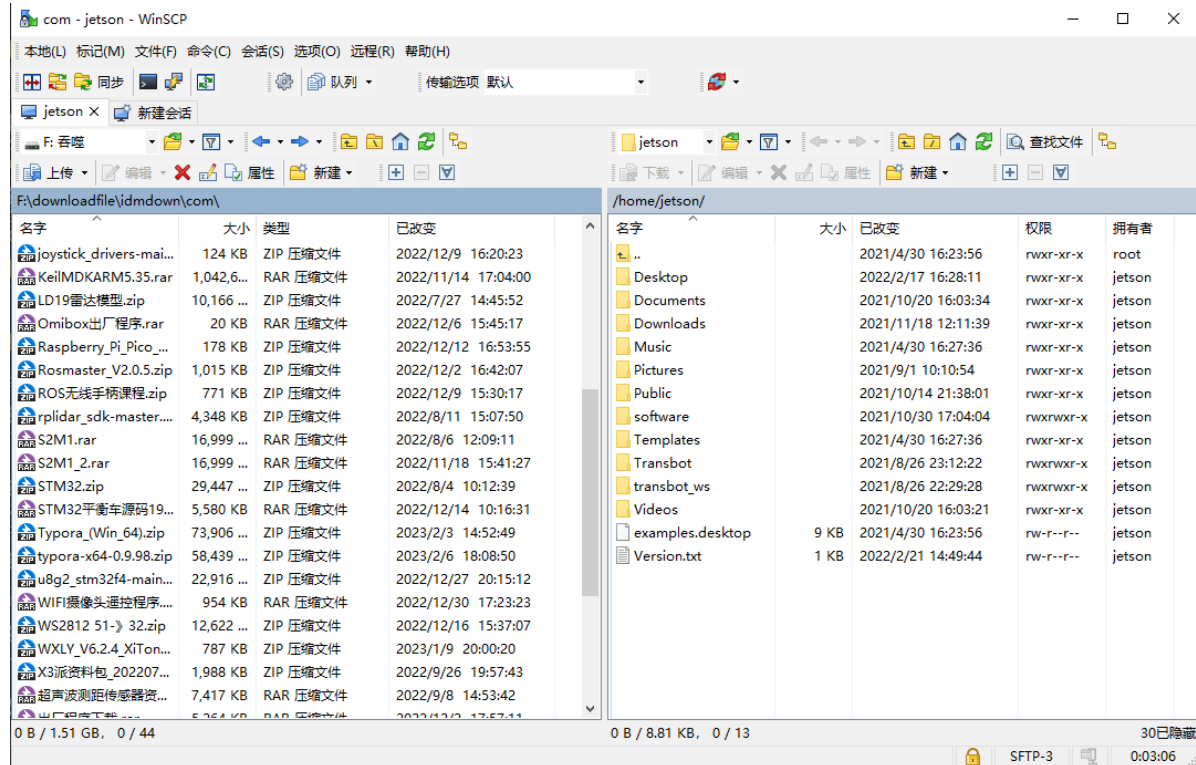 com - jetson - WinSCP
本地(L) 标记(M) 文件(F) 命令(C) 会话(S) 选项(O) 远程(R) 帮助(H)
同步 队列 传输选项 默认
jetson X 新建会话
F: 吞噬 jetson 查找文件
上传 编辑 属性 新建 下载 编辑 属性 新建
F:\downloadfile\idmdown\com\ /home/jetson/
名字 大小 类型 已改变 名字 大小 已改变 权限 拥有者
joystick_drivers-mai... 124 KB ZIP 压缩文件 2022/12/9 16:20:23 .. 2021/4/30 16:23:56 rwxr-xr-x root
KeilMDKARM5.35.rar 1,042,6... RAR 压缩文件 2022/11/14 17:04:00 Desktop 2022/2/17 16:28:11 rwxr-xr-x jetson
LD19雷达模型.zip 10,166 ... ZIP 压缩文件 2022/7/27 14:45:52 Documents 2021/10/20 16:03:34 rwxr-xr-x jetson
Omibox出厂程序.rar 20 KB RAR 压缩文件 2022/12/6 15:45:17 Downloads 2021/11/18 12:11:39 rwxr-xr-x jetson
Raspberry_Pi_Pico_... 178 KB ZIP 压缩文件 2022/12/12 16:53:55 Music 2021/4/30 16:27:36 rwxr-xr-x jetson
Rosmaster_V2.0.5.zip 1,015 KB ZIP 压缩文件 2022/12/2 16:42:07 Pictures 2021/9/1 10:10:54 rwxr-xr-x jetson
ROS无线手柄课程.zip 771 KB ZIP 压缩文件 2022/12/9 15:30:17 Public 2021/10/14 21:38:01 rwxr-xr-x jetson
rplidar_sdk-master.... 4,348 KB ZIP 压缩文件 2022/8/11 15:07:50 software 2021/10/30 17:04:04 rwxrwxr-x jetson
S2M1.rar 16,999 ... RAR 压缩文件 2022/8/6 12:09:11 Templates 2021/4/30 16:27:36 rwxr-xr-x jetson
S2M1_2.rar 16,999 ... RAR 压缩文件 2022/11/18 15:41:27 Transbot 2021/8/26 23:12:22 rwxrwxr-x jetson
STM32.zip 29,447 ... ZIP 压缩文件 2022/8/4 10:12:39 transbot_ws 2021/8/26 22:29:28 rwxrwxr-x jetson
STM32平衡车源码19... 5,580 KB RAR 压缩文件 2022/12/14 10:16:31 Videos 2021/10/20 16:03:21 rwxr-xr-x jetson
Typora_(Win_64).zip 73,906 ... ZIP 压缩文件 2023/2/3 14:52:49 examples.desktop 9 KB 2021/4/30 16:23:56 rw-r--r-- jetson
typora-x64-0.9.98.zip 58,439 ... ZIP 压缩文件 2023/2/6 18:08:50 Version.txt 1 KB 2022/2/21 14:49:44 rw-r--r-- jetson
u8g2_stm32f4-main... 22,916 ... ZIP 压缩文件 2022/12/27 20:15:12
WIFI摄像头遥控程序.... 954 KB RAR 压缩文件 2022/12/30 17:23:23
WS2812 51-》32.zip 12,622 ... ZIP 压缩文件 2022/12/16 15:37:07
WXLY_V6.2.4_XiTon... 787 KB ZIP 压缩文件 2023/1/9 20:00:20
X3派资料包_202207... 1,988 KB ZIP 压缩文件 2022/9/26 19:57:43
超声波测距传感器资... 7,417 KB RAR 压缩文件 2022/9/8 14:53:42
0 B / 1.51 GB, 0 / 44 0 B / 8.81 KB, 0 / 13 30已隐藏
SFTP-3 0:03:06